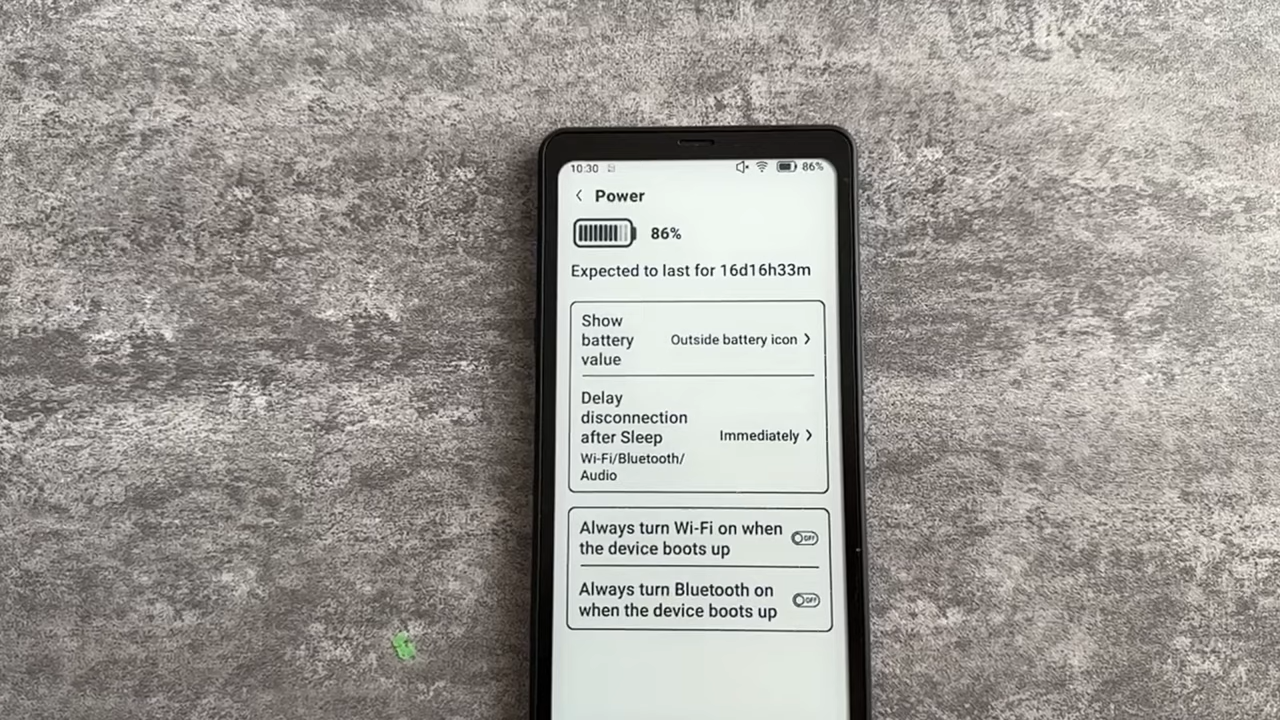 10:30 86%
Power
86%
Expected to last for 16d16h33m
Show
battery
value
Outside battery icon
Delay
disconnection
after Sleep
Wi-Fi/Bluetooth/
Audio
Immediately
Always turn Wi-Fi on when
the device boots up
OFF
Always turn Bluetooth on
when the device boots up
OFF